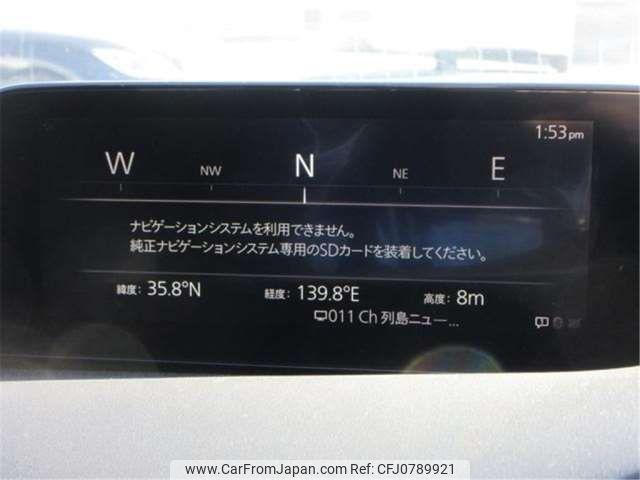 1:53 pm
W NW N NE E
ナビゲーションシステムを利用できません。
純正ナビゲーションシステム専用のSDカードを装着してください。
緯度: 35.8°N 経度: 139.8°E 高度: 8m
011 Ch 列島ニュー...
www.CarFromJapan.com | CFJ Ref. No. CFJ0789921